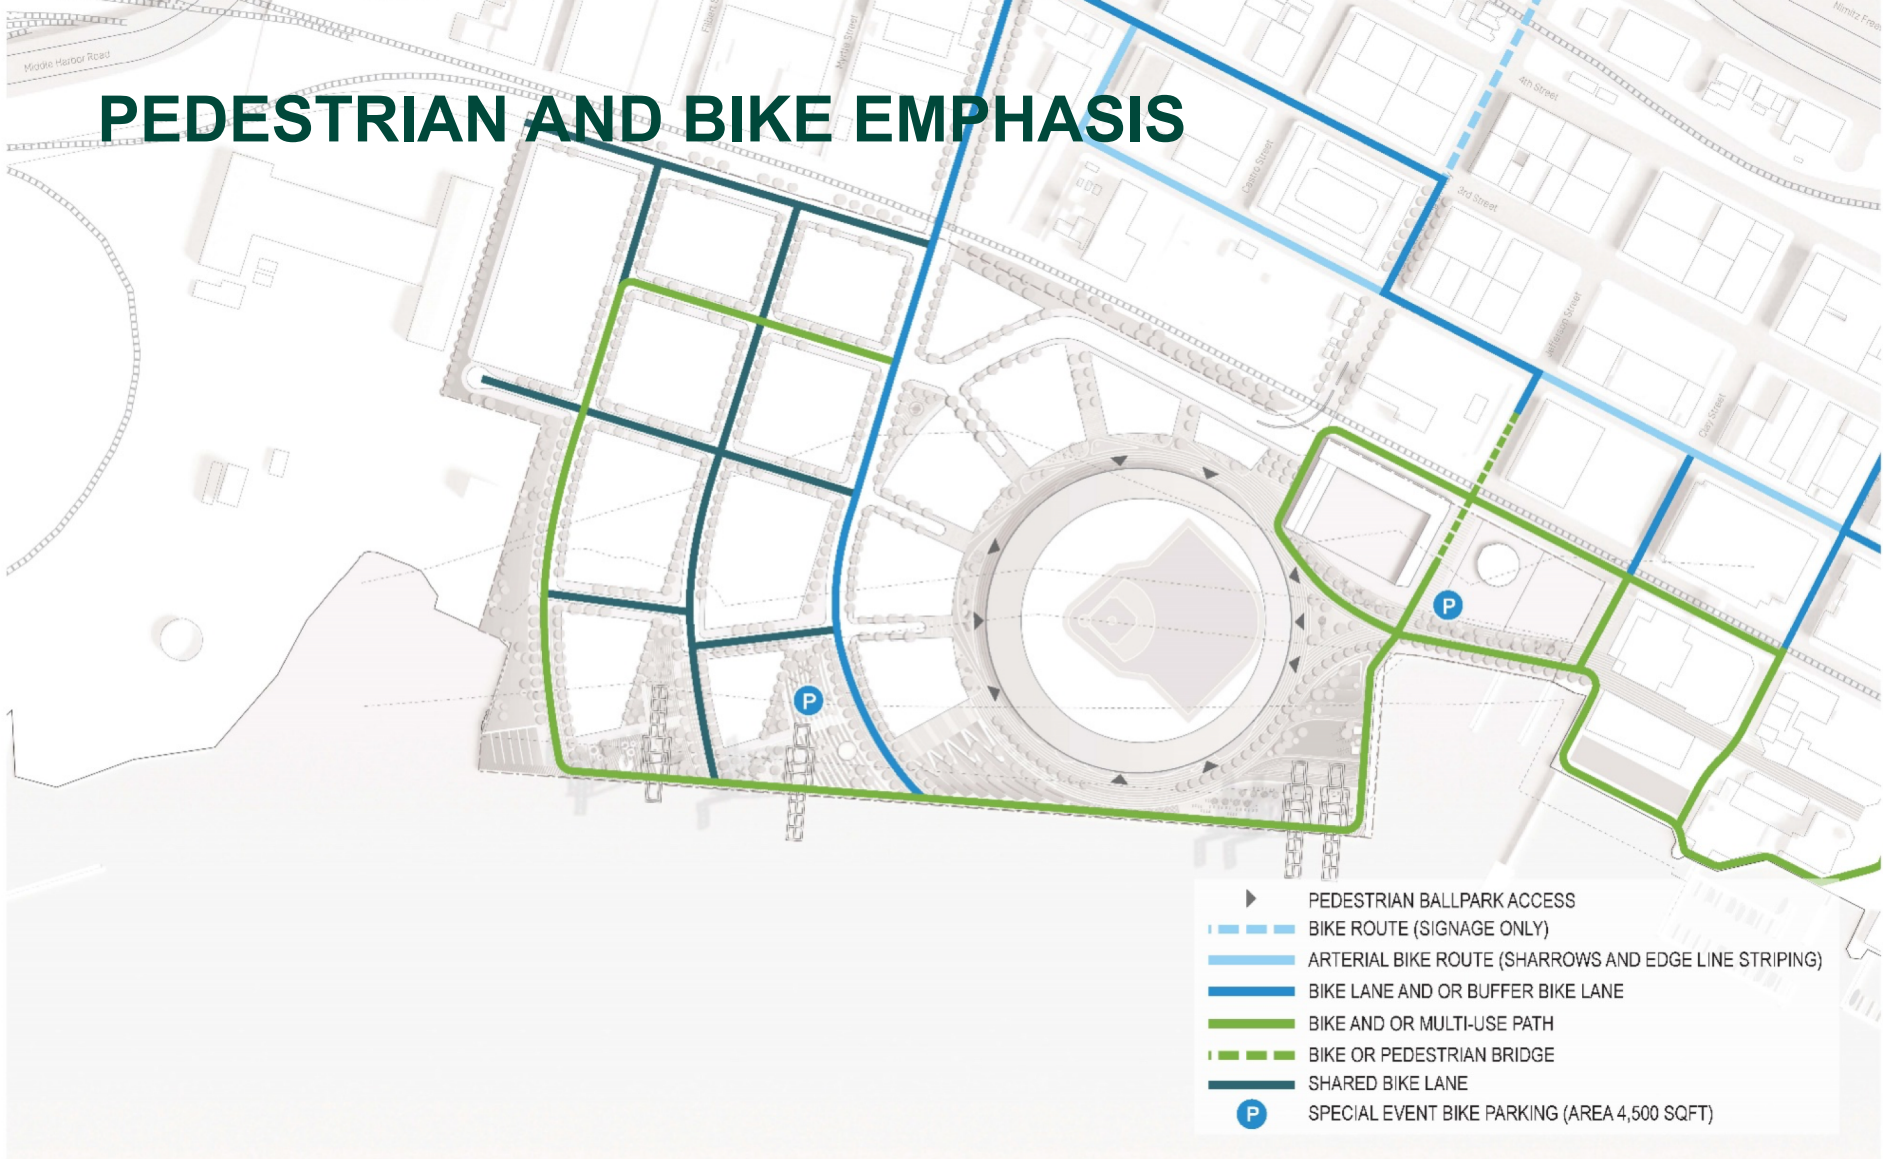 Middle Harbor Road
Myrtle Street
Nimitz Free
PEDESTRIAN AND BIKE EMPHASIS
4th Street
Castro Street
3rd Street
Jefferson Street
Clay Street
P
P
PEDESTRIAN BALLPARK ACCESS
BIKE ROUTE (SIGNAGE ONLY)
ARTERIAL BIKE ROUTE (SHARROWS AND EDGE LINE STRIPING)
BIKE LANE AND OR BUFFER BIKE LANE
BIKE AND OR MULTI-USE PATH
BIKE OR PEDESTRIAN BRIDGE
SHARED BIKE LANE
P SPECIAL EVENT BIKE PARKING (AREA 4,500 SQFT)